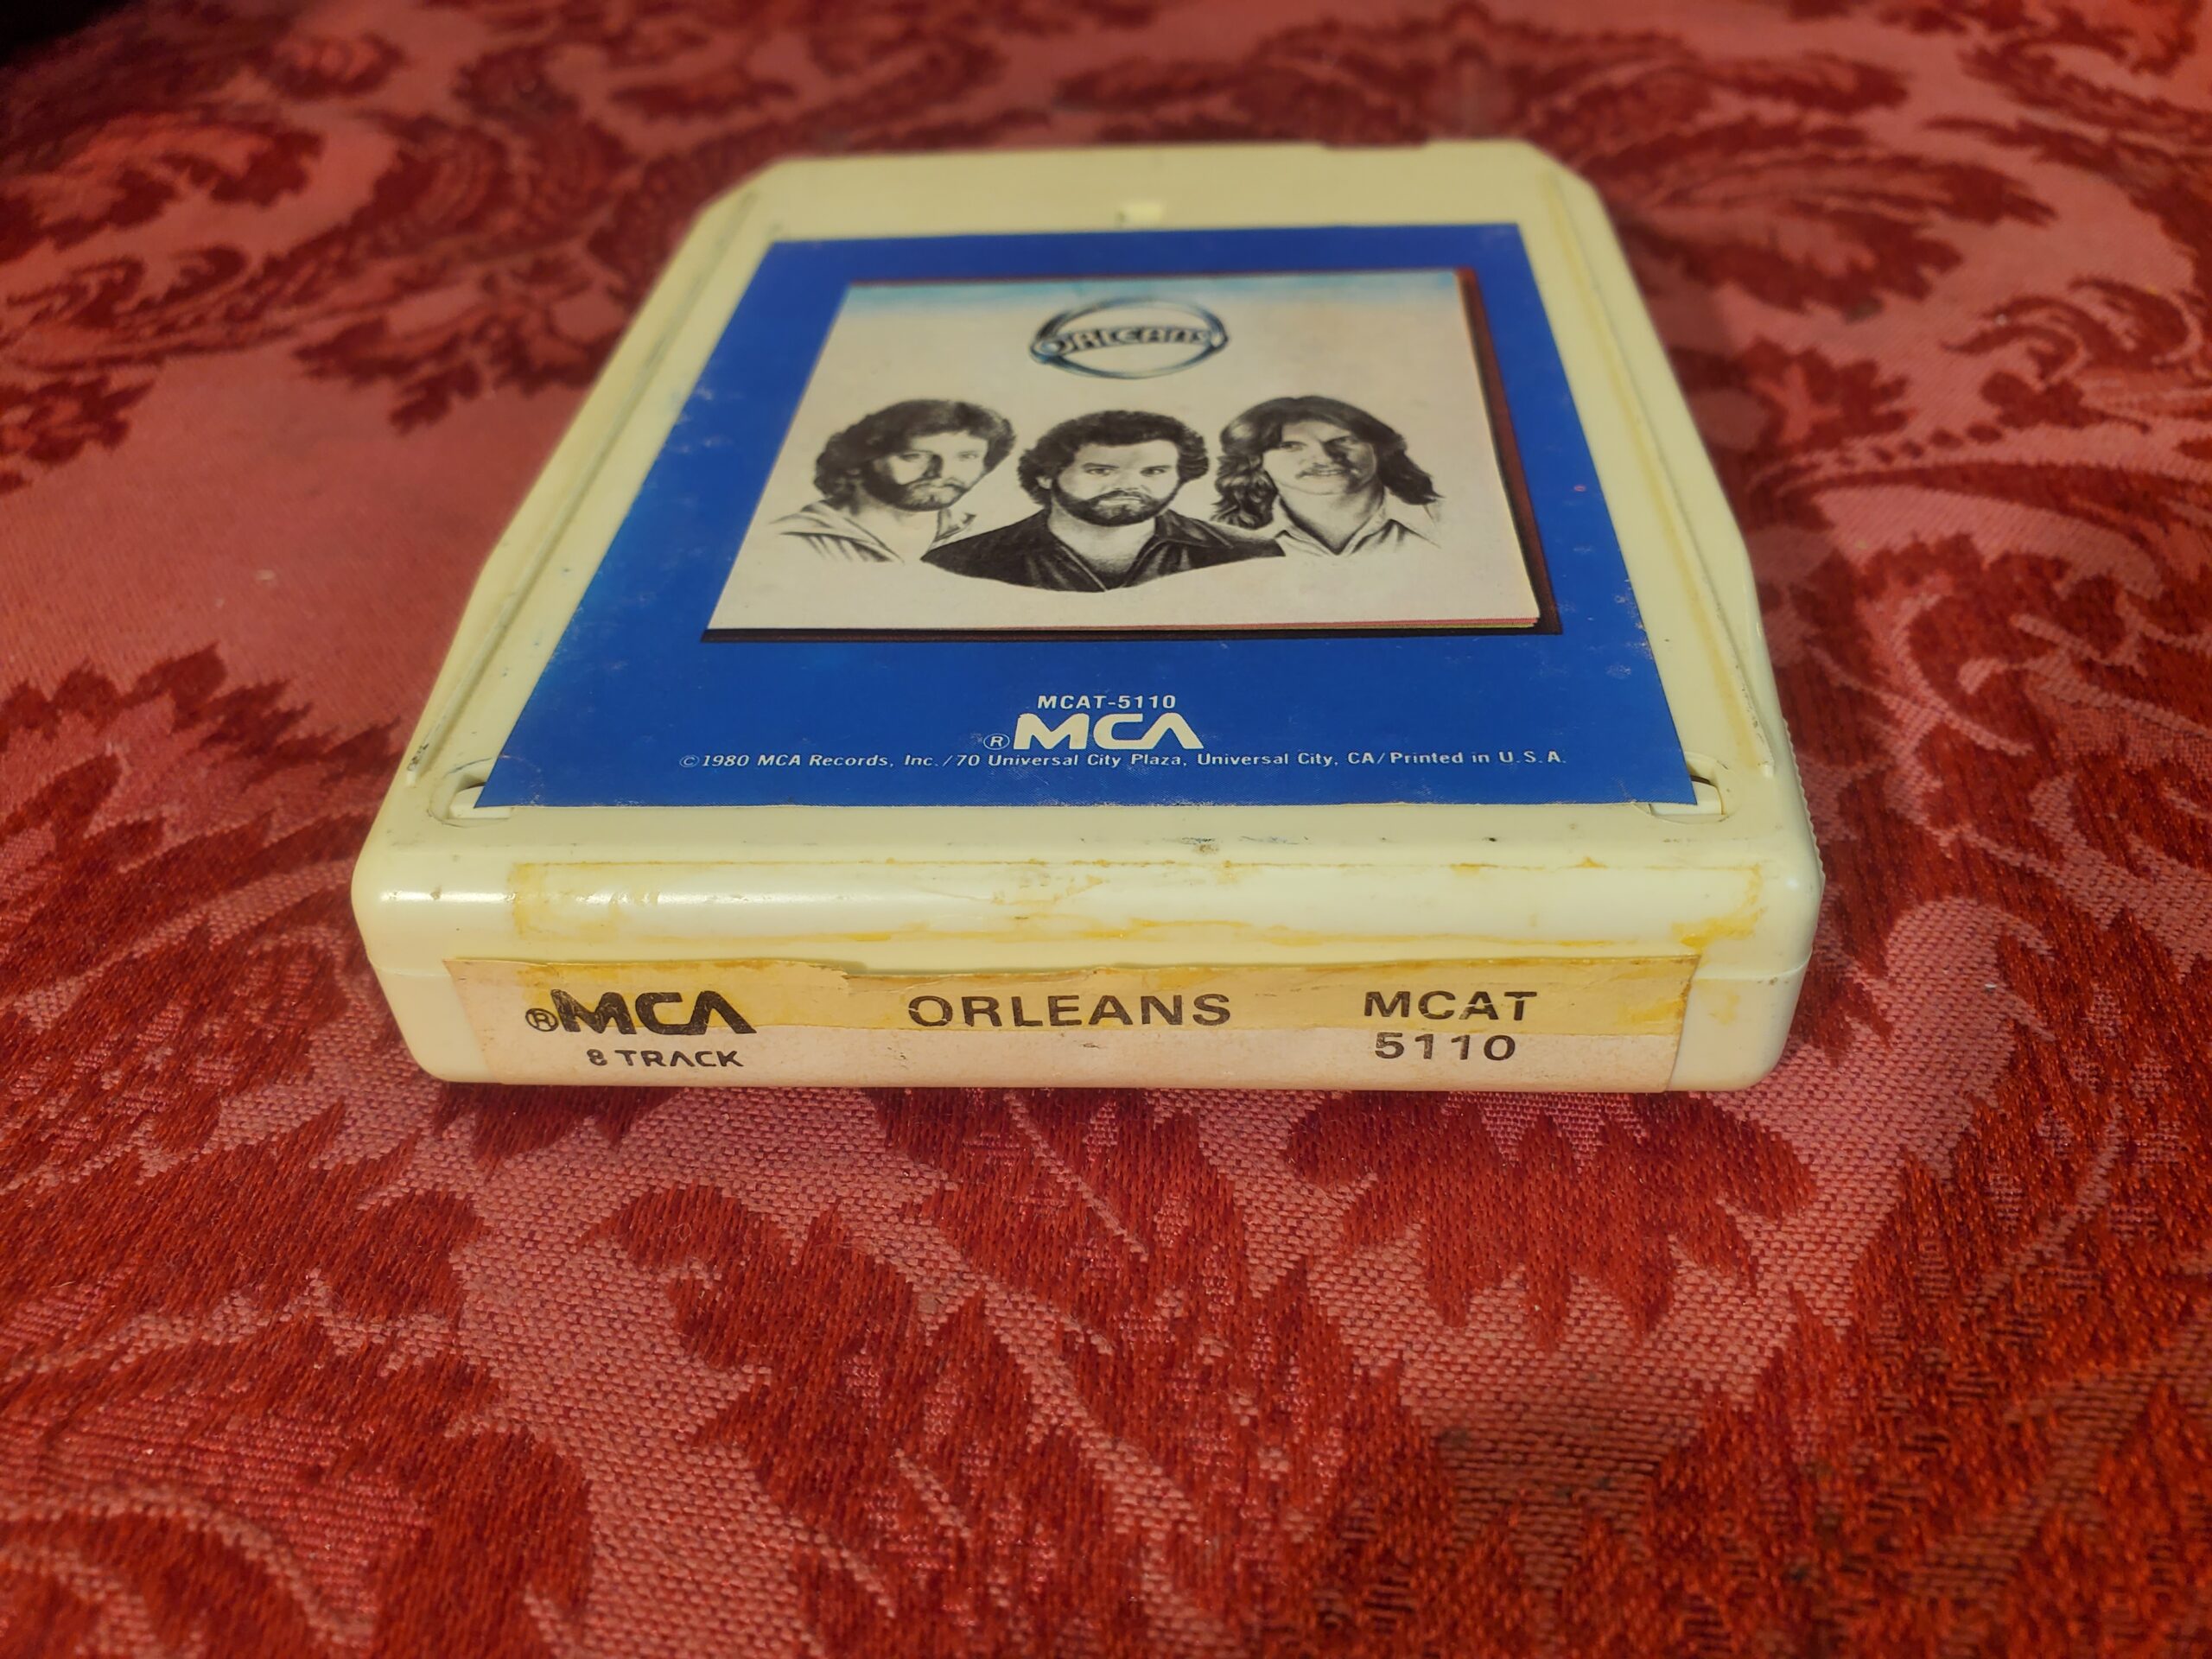 ORLEANS
MCAT-5110
®MCA
©1980 MCA Records, Inc./70 Universal City Plaza, Universal City, CA/Printed in U.S.A.
®MCA ORLEANS MCAT
8 TRACK 5110